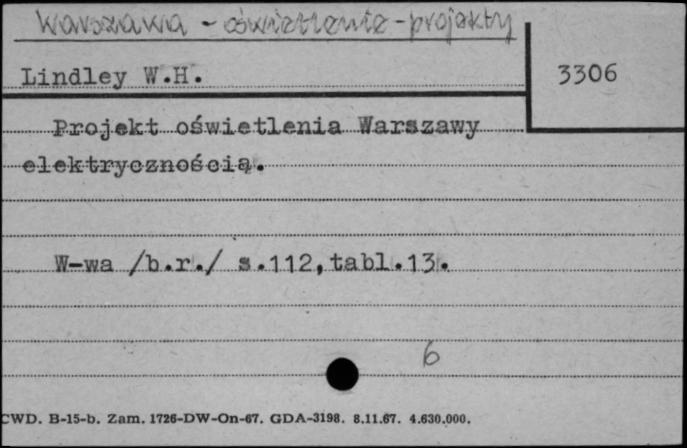 Warszawa - oświetlenie - projekty
Lindley W.H.
3306
Projekt oświetlenia Warszawy
elektrycznością.
W-wa /b.r./ s.112,tabl.13.
6
CWD. B-15-b. Zam. 1726-DW-On-67. GDA-3198. 8.11.67. 4.630.000.